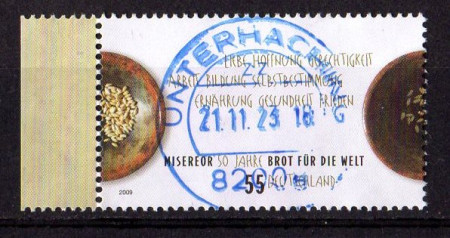 LIEBE HOFFNUNG GERECHTIGKEIT
ARBEIT BILDUNG SELBSTBESTIMMUNG
ERNÄHRUNG GESUNDHEIT FRIEDEN
UNTERHACHING
21.11.23 18
MISEREOR 50 JAHRE BROT FÜR DIE WELT
55 DEUTSCHLAND
2009